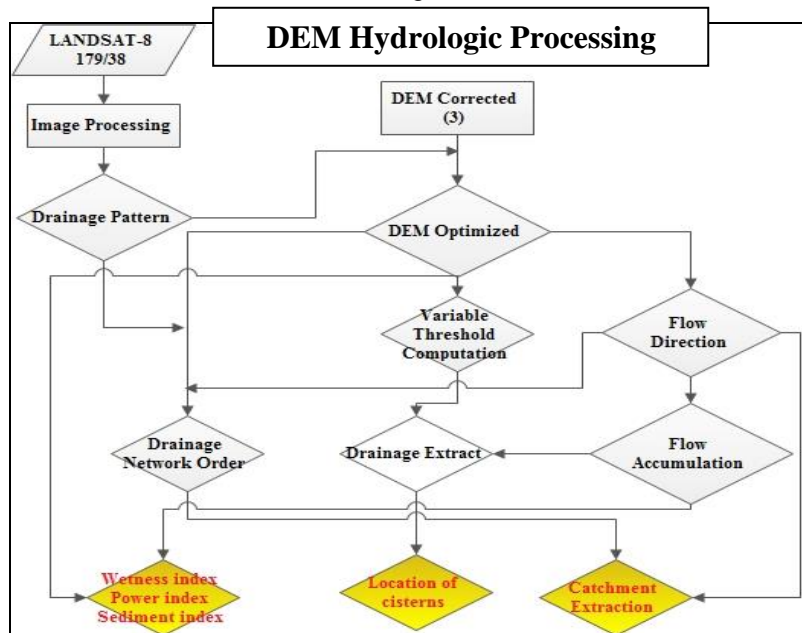 DEM Hydrologic Processing
LANDSAT-8
179/38
Image Processing
DEM Corrected
(3)
Drainage Pattern
DEM Optimized
Variable
Threshold
Computation
Flow
Direction
Drainage
Network Order
Drainage Extract
Flow
Accumulation
Wetness index
Power index
Sediment index
Location of
cisterns
Catchment
Extraction